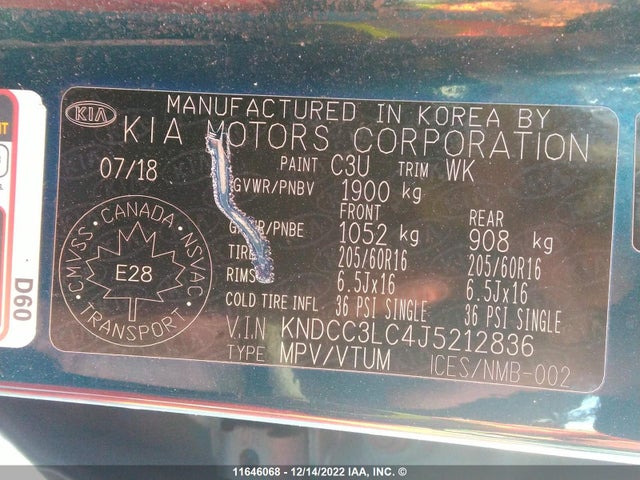 KIA
MANUFACTURED IN KOREA BY
KIA MOTORS CORPORATION
07/18
PAINT C3U TRIM WK
GVWR/PNBV 1900 kg
FRONT REAR
1052 kg 908 kg
205/60R16 205/60R16
RIMS 6.5Jx16 6.5Jx16
COLD TIRE INFL 36 PSI SINGLE 36 PSI SINGLE
V.I.N KNDCC3LC4J5212836
TYPE MPV/VTUM ICES/NMB-002
CMVSS · CANADA · NSVAC
E28
TRANSPORT
D60
11646068 - 12/14/2022 IAA, INC. ©